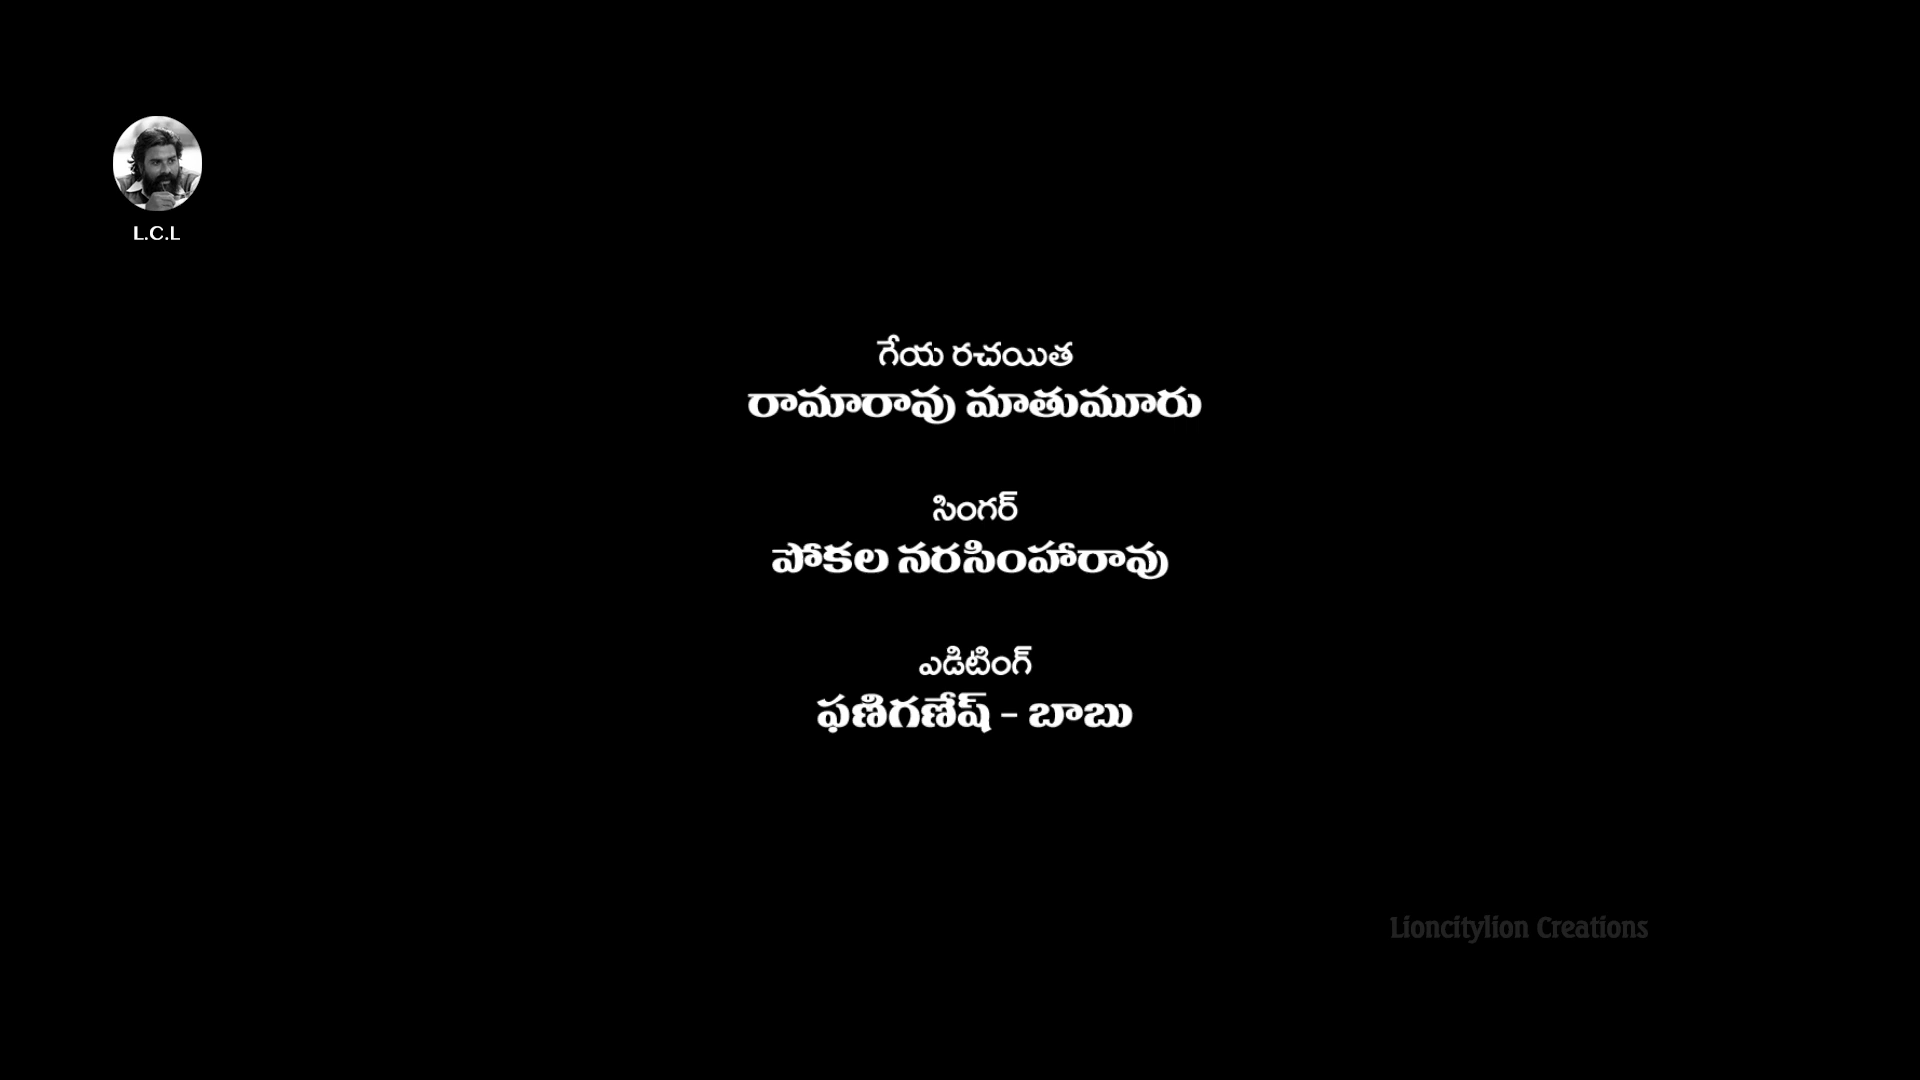 L.C.L
గేయ రచయిత
రామారావు మాతుమూరు
సింగర్
పోకల నరసింహారావు
ఎడిటింగ్
ఫణిగణేష్ - బాబు
Lioncitylion Creations